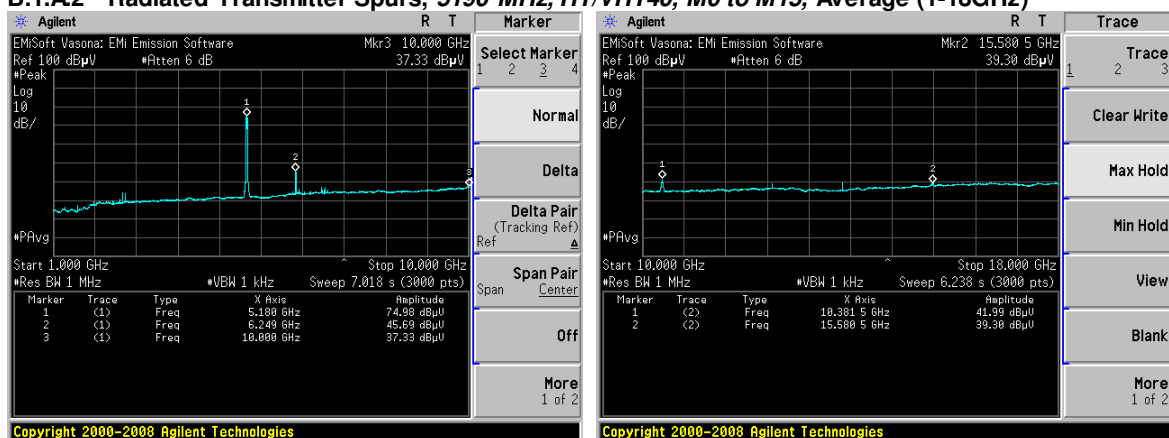 B.1.A.2 Radiated Transmitter Spurs, 5190 MHz, HT/VHT40, M0 to M15, Average (1-18GHz)
Agilent R T
EMiSoft Vasona: EMi Emission Software Mkr3 10.000 GHz
Ref 100 dBµV #Atten 6 dB 37.33 dBµV
#Peak
Log
10
dB/
1
2
3
#PAvg
Start 1.000 GHz ^ Stop 10.000 GHz
#Res BW 1 MHz #VBW 1 kHz Sweep 7.018 s (3000 pts)
Marker Trace Type X Axis Amplitude
1 (1) Freq 5.180 GHz 74.98 dBµV
2 (1) Freq 6.249 GHz 45.69 dBµV
3 (1) Freq 10.000 GHz 37.33 dBµV
Copyright 2000-2008 Agilent Technologies
Marker
Select Marker
1 2 3 4
Normal
Delta
Delta Pair
(Tracking Ref)
Ref Δ
Span Pair
Span Center
Off
More
1 of 2
Agilent R T
EMiSoft Vasona: EMi Emission Software Mkr2 15.580 5 GHz
Ref 100 dBµV #Atten 6 dB 39.30 dBµV
#Peak
Log
10
dB/
1
2
#PAvg
Start 10.000 GHz ^ Stop 18.000 GHz
#Res BW 1 MHz #VBW 1 kHz Sweep 6.238 s (3000 pts)
Marker Trace Type X Axis Amplitude
1 (2) Freq 10.381 5 GHz 41.99 dBµV
2 (2) Freq 15.580 5 GHz 39.30 dBµV
Copyright 2000-2008 Agilent Technologies
Trace
Trace
1 2 3
Clear Write
Max Hold
Min Hold
View
Blank
More
1 of 2